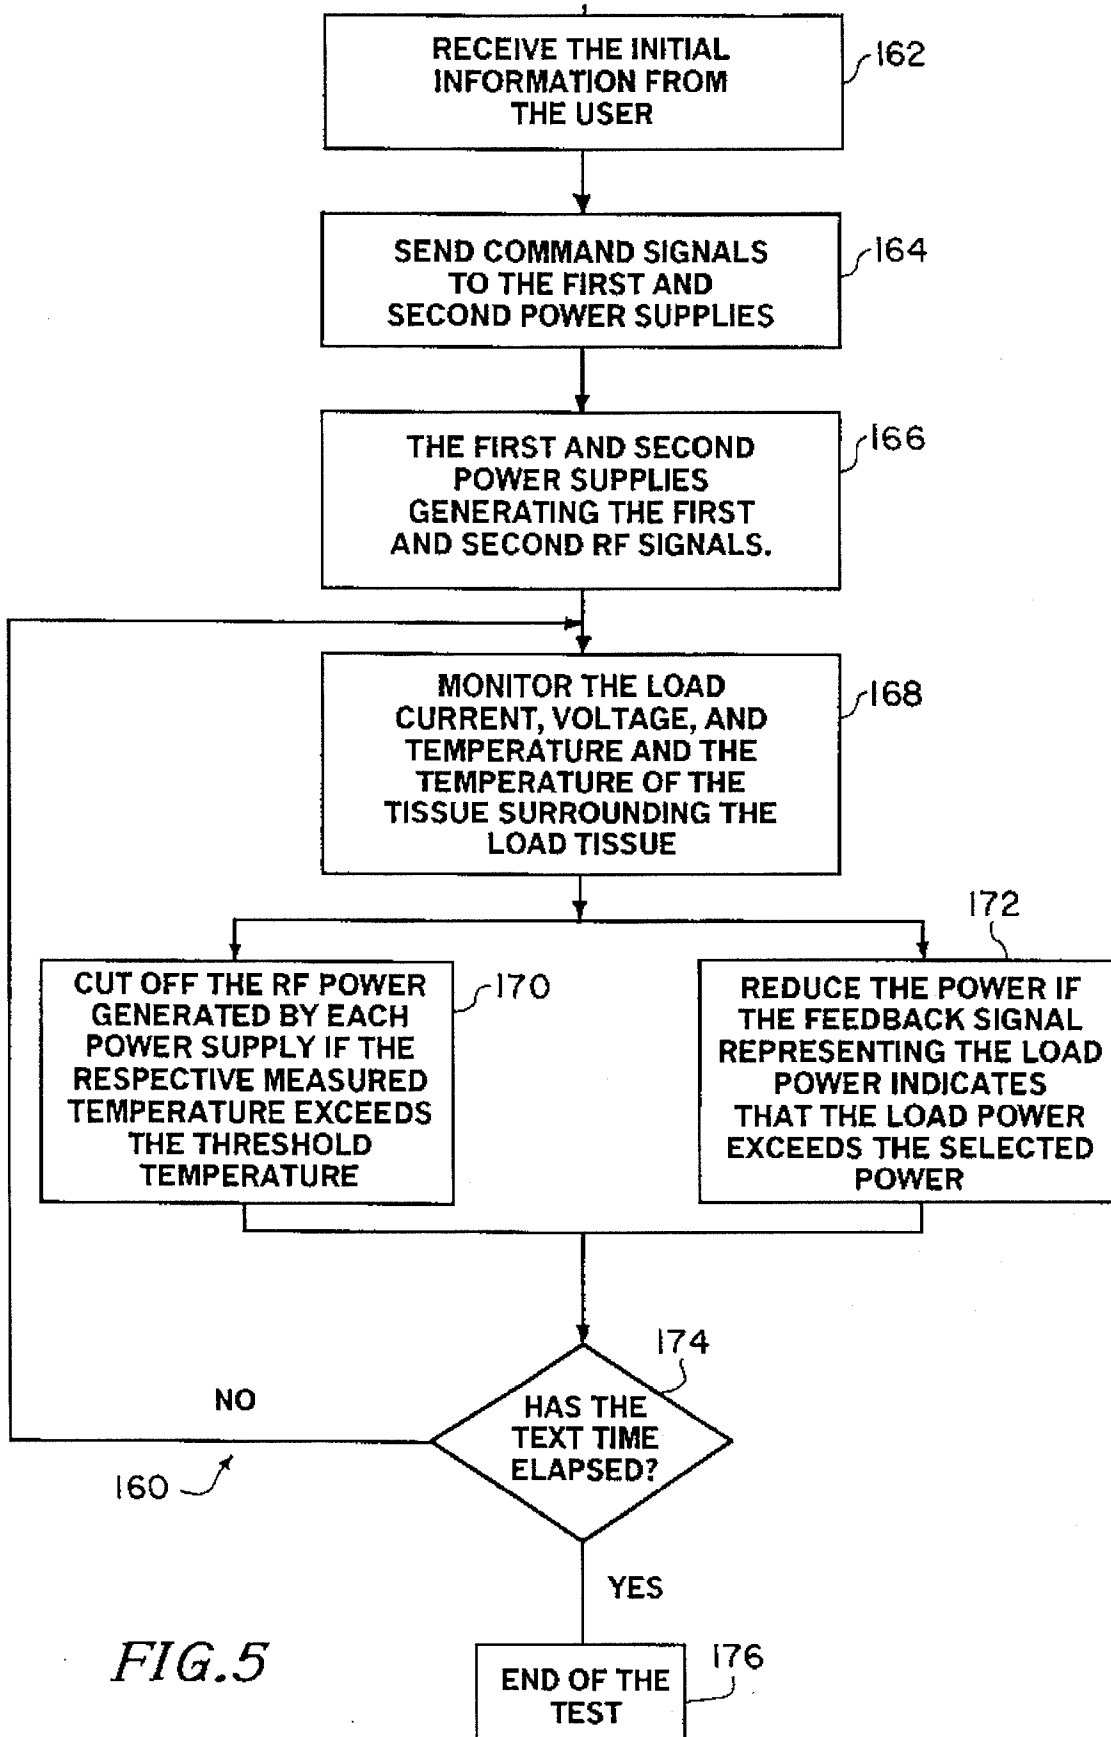 RECEIVE THE INITIAL
INFORMATION FROM
THE USER
162
SEND COMMAND SIGNALS
TO THE FIRST AND
SECOND POWER SUPPLIES
164
THE FIRST AND SECOND
POWER SUPPLIES
GENERATING THE FIRST
AND SECOND RF SIGNALS.
166
MONITOR THE LOAD
CURRENT, VOLTAGE, AND
TEMPERATURE AND THE
TEMPERATURE OF THE
TISSUE SURROUNDING THE
LOAD TISSUE
168
CUT OFF THE RF POWER
GENERATED BY EACH
POWER SUPPLY IF THE
RESPECTIVE MEASURED
TEMPERATURE EXCEEDS
THE THRESHOLD
TEMPERATURE
170
172
REDUCE THE POWER IF
THE FEEDBACK SIGNAL
REPRESENTING THE LOAD
POWER INDICATES
THAT THE LOAD POWER
EXCEEDS THE SELECTED
POWER
174
HAS THE
TEXT TIME
ELAPSED?
NO
160
YES
END OF THE
TEST
176
FIG.5